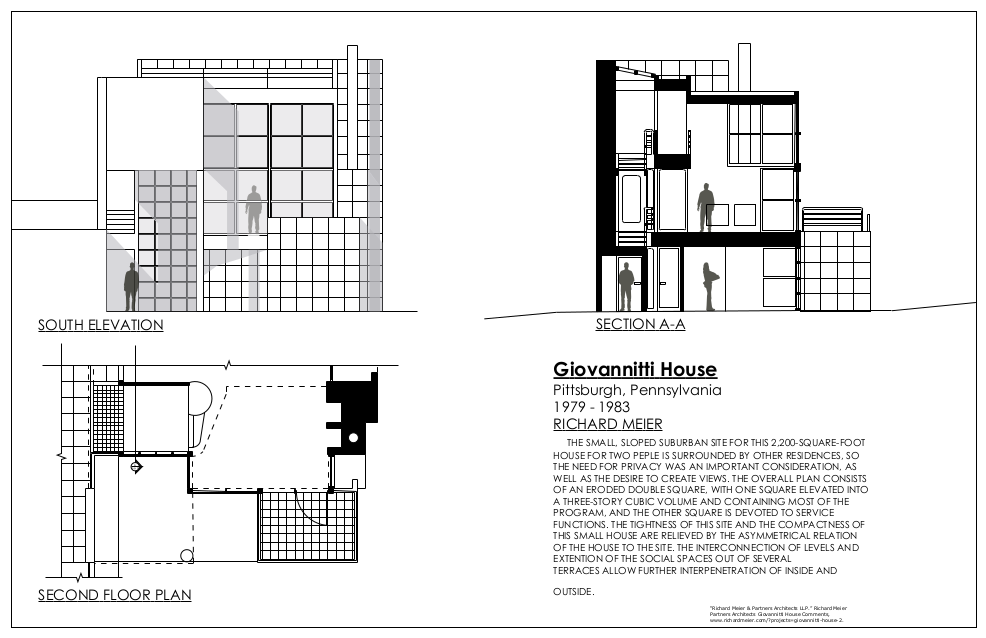 SOUTH ELEVATION
SECTION A-A
SECOND FLOOR PLAN
Giovannitti House
Pittsburgh, Pennsylvania
1979 - 1983
RICHARD MEIER
THE SMALL, SLOPED SUBURBAN SITE FOR THIS 2,200-SQUARE-FOOT
HOUSE FOR TWO PEPLE IS SURROUNDED BY OTHER RESIDENCES, SO
THE NEED FOR PRIVACY WAS AN IMPORTANT CONSIDERATION, AS
WELL AS THE DESIRE TO CREATE VIEWS. THE OVERALL PLAN CONSISTS
OF AN ERODED DOUBLE SQUARE, WITH ONE SQUARE ELEVATED INTO
A THREE-STORY CUBIC VOLUME AND CONTAINING MOST OF THE
PROGRAM, AND THE OTHER SQUARE IS DEVOTED TO SERVICE
FUNCTIONS. THE TIGHTNESS OF THIS SITE AND THE COMPACTNESS OF
THIS SMALL HOUSE ARE RELIEVED BY THE ASYMMETRICAL RELATION
OF THE HOUSE TO THE SITE. THE INTERCONNECTION OF LEVELS AND
EXTENTION OF THE SOCIAL SPACES OUT OF SEVERAL
TERRACES ALLOW FURTHER INTERPENETRATION OF INSIDE AND
OUTSIDE.
"Richard Meier & Partners Architects LLP." Richard Meier
Partners Architects Giovannitti House Comments,
www.richardmeier.com/?projects=giovannitti-house-2.